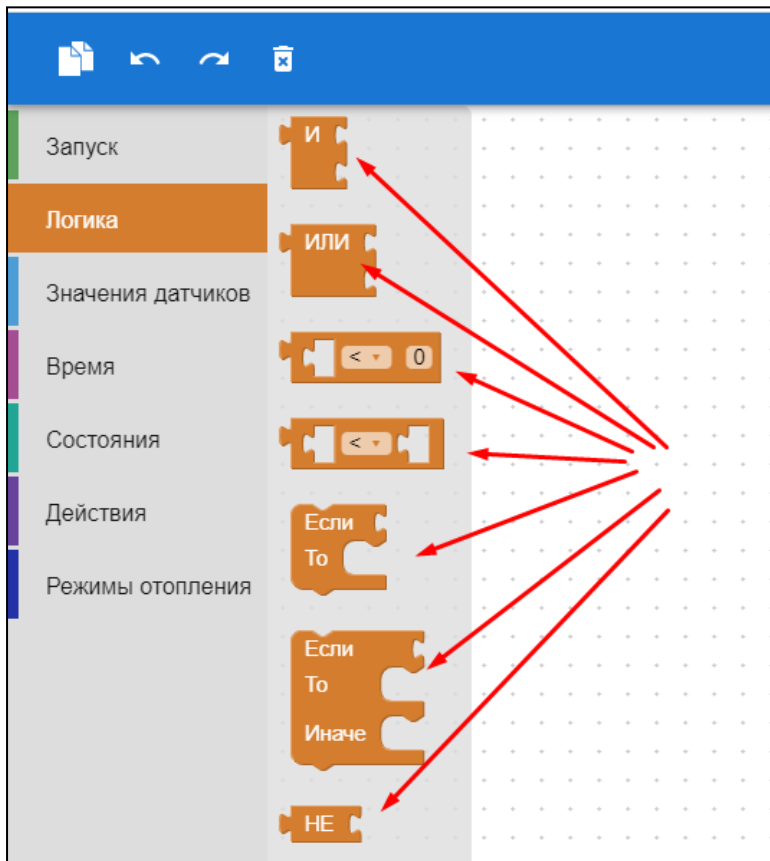 Запуск
Логика
Значения датчиков
Время
Состояния
Действия
Режимы отопления
И
ИЛИ
< 0
<
Если
То
Если
То
Иначе
НЕ